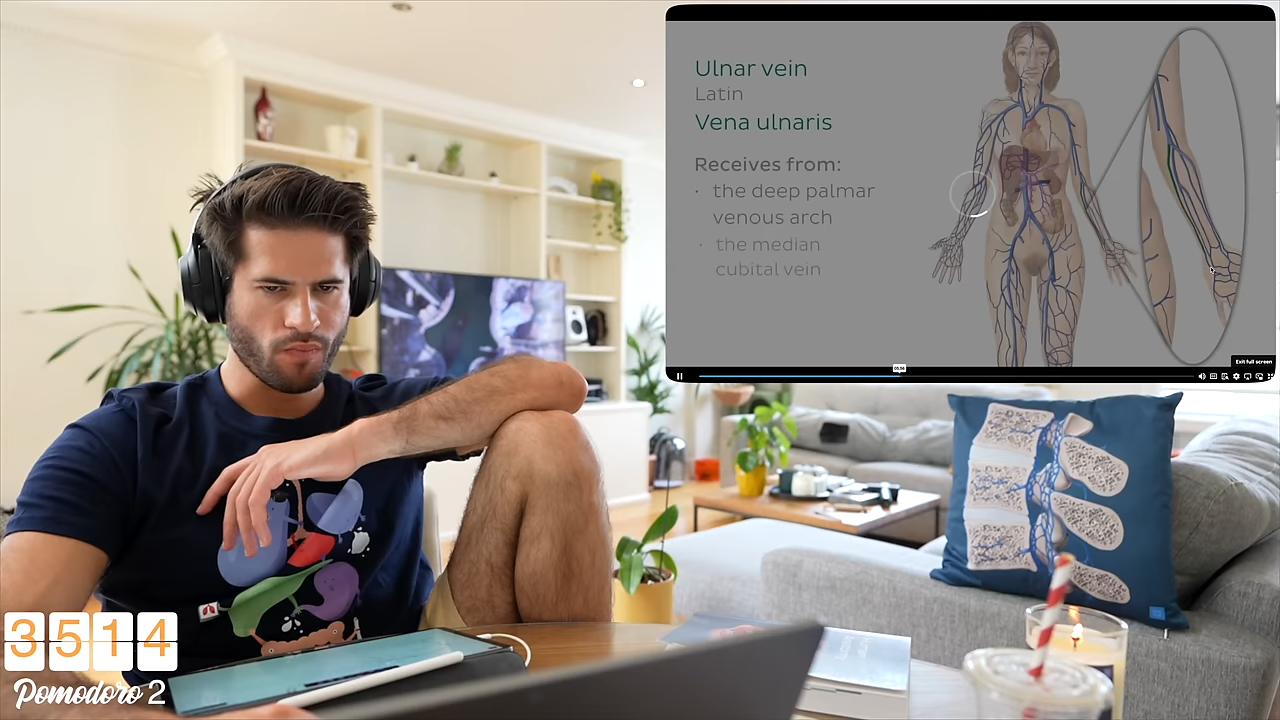 Ulnar vein
Latin
Vena ulnaris
Receives from:
· the deep palmar
venous arch
· the median
cubital vein
Exit full screen
3514
Pomodoro 2